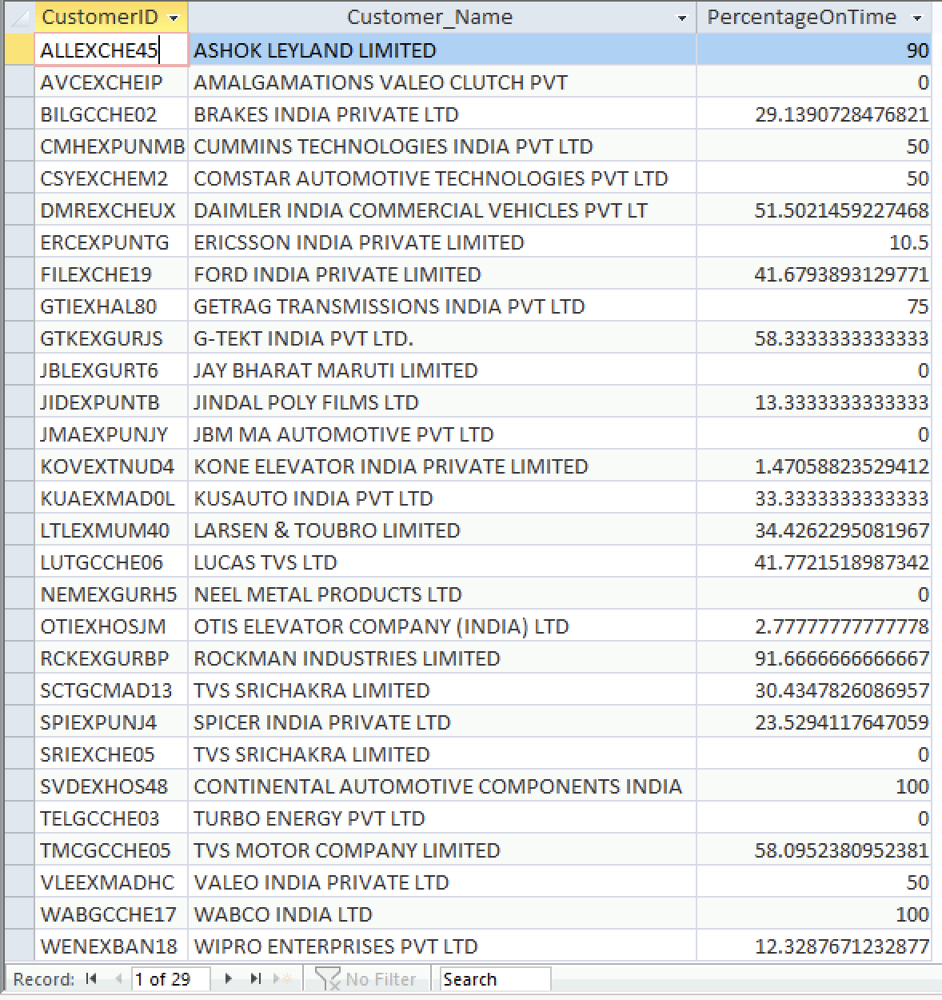 CustomerID Customer_Name PercentageOnTime
ALLEXCHE45 ASHOK LEYLAND LIMITED 90
AVCEXCHEIP AMALGAMATIONS VALEO CLUTCH PVT 0
BILGCCHE02 BRAKES INDIA PRIVATE LTD 29.1390728476821
CMHEXPUNMB CUMMINS TECHNOLOGIES INDIA PVT LTD 50
CSYEXCHEM2 COMSTAR AUTOMOTIVE TECHNOLOGIES PVT LTD 50
DMREXCHEUX DAIMLER INDIA COMMERCIAL VEHICLES PVT LT 51.5021459227468
ERCEXPUNTG ERICSSON INDIA PRIVATE LIMITED 10.5
FILEXCHE19 FORD INDIA PRIVATE LIMITED 41.6793893129771
GTIEXHAL80 GETRAG TRANSMISSIONS INDIA PVT LTD 75
GTKEXGURJS G-TEKT INDIA PVT LTD. 58.3333333333333
JBLEXGURT6 JAY BHARAT MARUTI LIMITED 0
JIDEXPUNTB JINDAL POLY FILMS LTD 13.3333333333333
JMAEXPUNJY JBM MA AUTOMOTIVE PVT LTD 0
KOVEXTNUD4 KONE ELEVATOR INDIA PRIVATE LIMITED 1.47058823529412
KUAEXMAD0L KUSAUTO INDIA PVT LTD 33.3333333333333
LTLEXMUM40 LARSEN & TOUBRO LIMITED 34.4262295081967
LUTGCCHE06 LUCAS TVS LTD 41.7721518987342
NEMEXGURH5 NEEL METAL PRODUCTS LTD 0
OTIEXHOSJM OTIS ELEVATOR COMPANY (INDIA) LTD 2.77777777777778
RCKEXGURBP ROCKMAN INDUSTRIES LIMITED 91.6666666666667
SCTGCMAD13 TVS SRICHAKRA LIMITED 30.4347826086957
SPIEXPUNJ4 SPICER INDIA PRIVATE LTD 23.5294117647059
SRIEXCHE05 TVS SRICHAKRA LIMITED 0
SVDEXHOS48 CONTINENTAL AUTOMOTIVE COMPONENTS INDIA 100
TELGCCHE03 TURBO ENERGY PVT LTD 0
TMCGCCHE05 TVS MOTOR COMPANY LIMITED 58.0952380952381
VLEEXMADHC VALEO INDIA PRIVATE LTD 50
WABGCCHE17 WABCO INDIA LTD 100
WENEXBAN18 WIPRO ENTERPRISES PVT LTD 12.3287671232877
Record: 1 of 29 No Filter Search